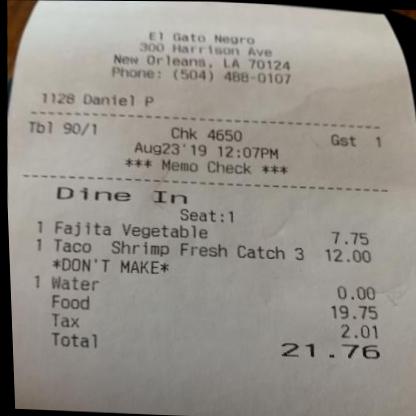 El Gato Negro
300 Harrison Ave
New Orleans, LA 70124
Phone: (504) 488-0107
1128 Daniel P
Tbl 90/1 Chk 4650 Gst 1
Aug23'19 12:07PM
*** Memo Check ***
Dine In
Seat:1
1 Fajita Vegetable 7.75
1 Taco Shrimp Fresh Catch 3 12.00
*DON'T MAKE*
1 Water 0.00
Food 19.75
Tax 2.01
Total 21.76